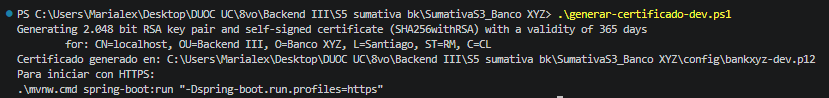 PS C:\Users\Marialex\Desktop\DUOC UC\8vo\Backend III\S5 sumativa bk\SumativaS3_Banco XYZ> .\generar-certificado-dev.ps1
Generating 2.048 bit RSA key pair and self-signed certificate (SHA256withRSA) with a validity of 365 days
for: CN=localhost, OU=Backend III, O=Banco XYZ, L=Santiago, ST=RM, C=CL
Certificado generado en: C:\Users\Marialex\Desktop\DUOC UC\8vo\Backend III\S5 sumativa bk\SumativaS3_Banco XYZ\config\bankxyz-dev.p12
Para iniciar con HTTPS:
.\mvnw.cmd spring-boot:run "-Dspring-boot.run.profiles=https"